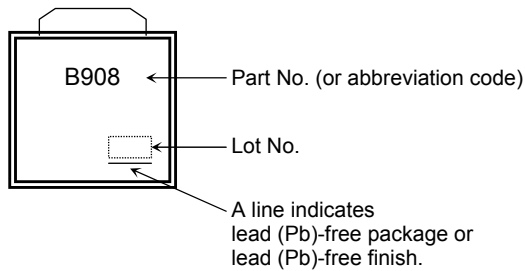 B908
Part No. (or abbreviation code)
Lot No.
A line indicates
lead (Pb)-free package or
lead (Pb)-free finish.